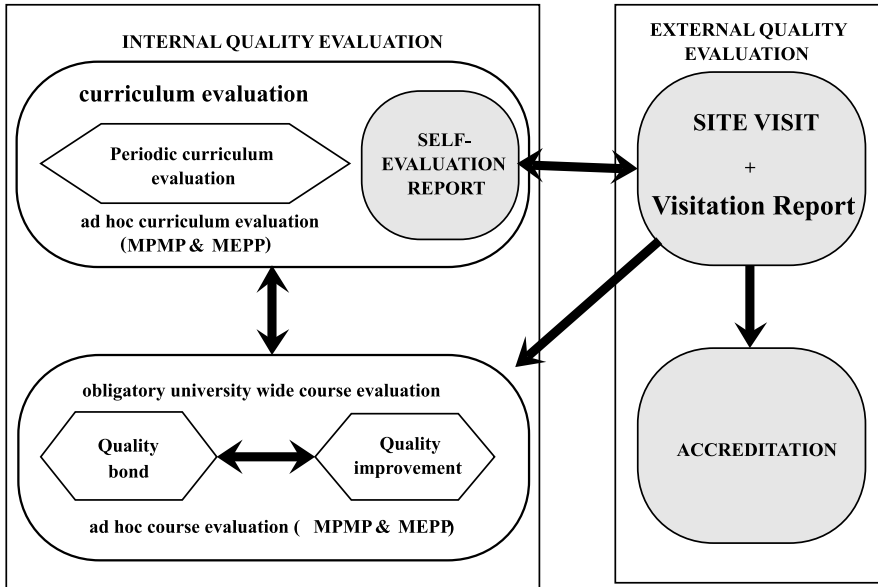 INTERNAL QUALITY EVALUATION
curriculum evaluation
Periodic curriculum
evaluation
ad hoc curriculum evaluation
(MPMP & MEPP)
SELF-
EVALUATION
REPORT
obligatory university wide course evaluation
Quality
bond
Quality
improvement
ad hoc course evaluation ( MPMP & MEPP)
EXTERNAL QUALITY
EVALUATION
SITE VISIT
+
Visitation Report
ACCREDITATION